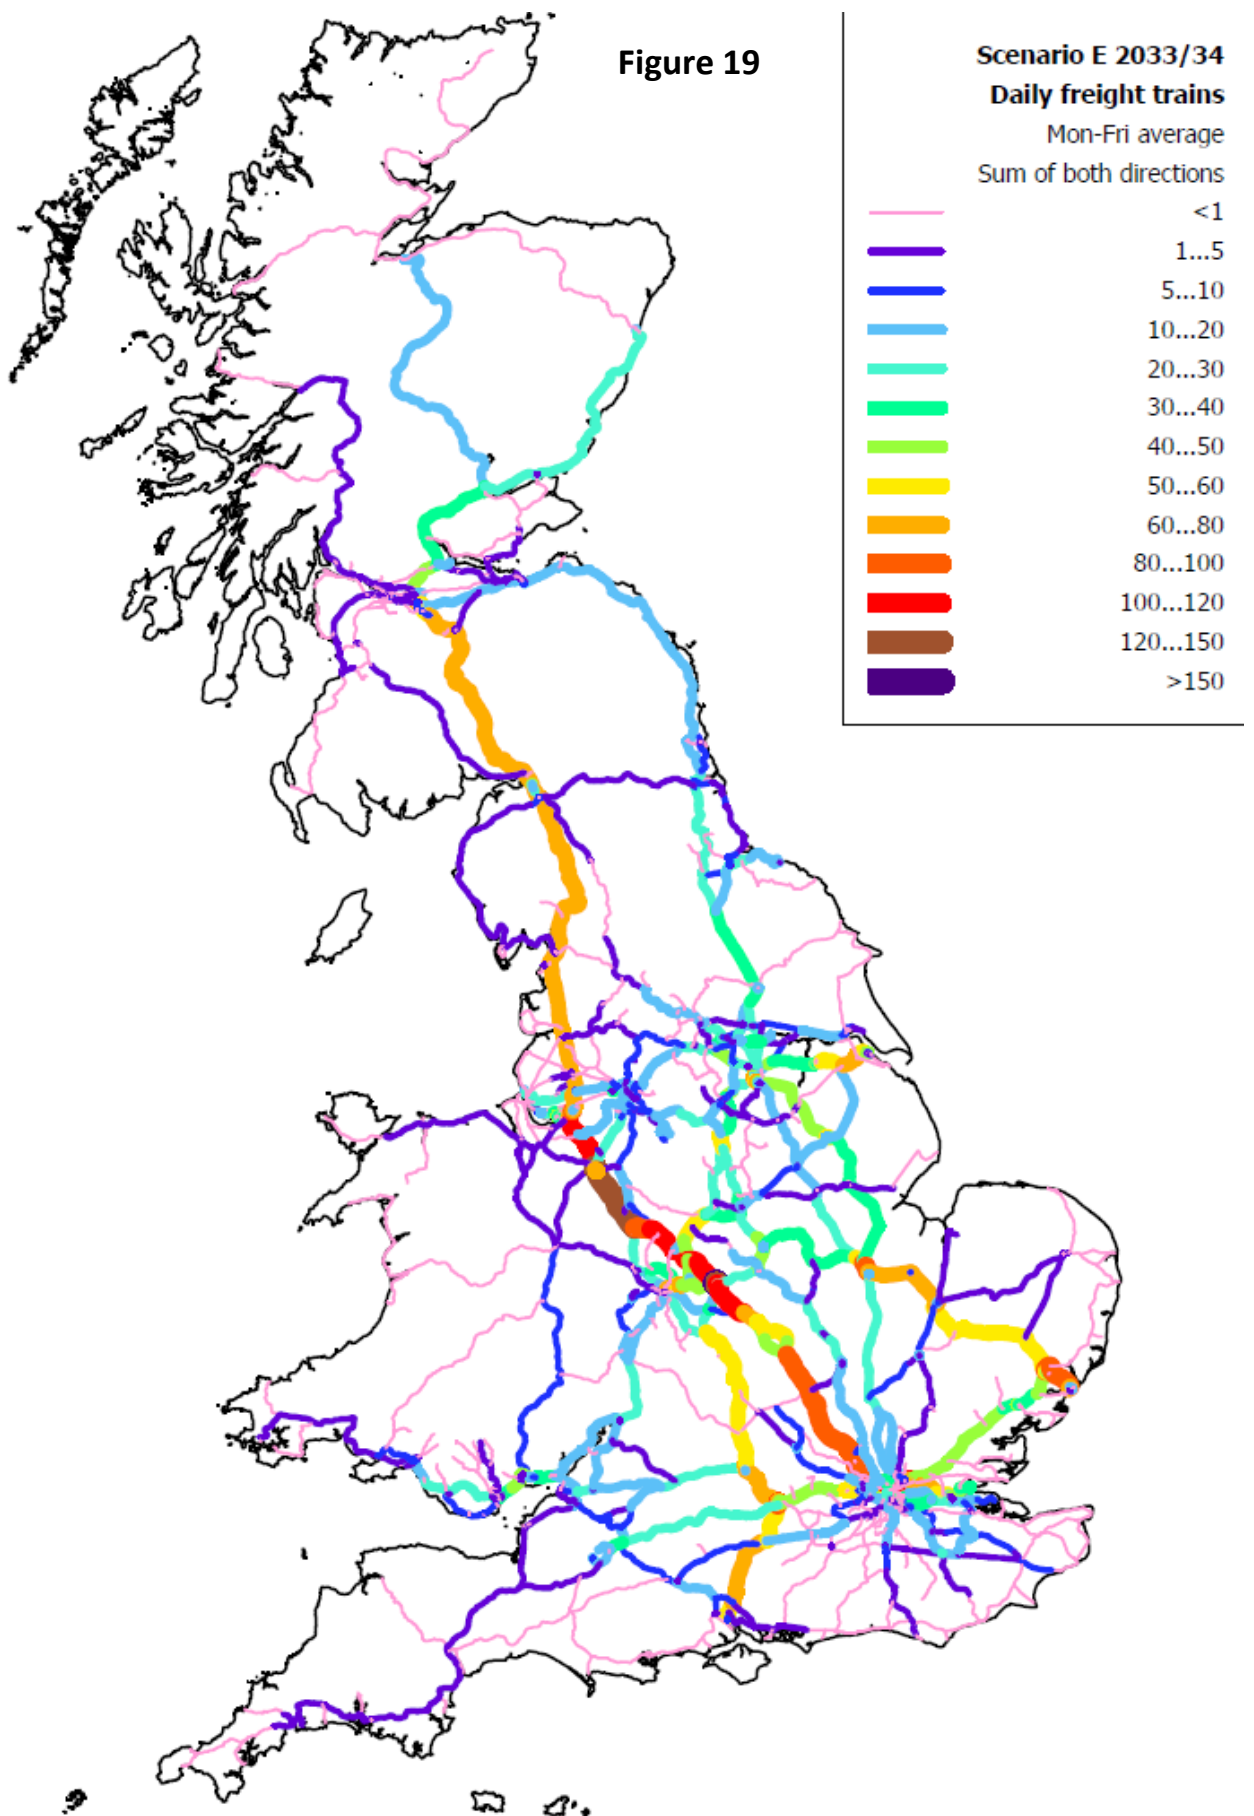 Figure 19
Scenario E 2033/34
Daily freight trains
Mon-Fri average
Sum of both directions
<1
1...5
5...10
10...20
20...30
30...40
40...50
50...60
60...80
80...100
100...120
120...150
>150